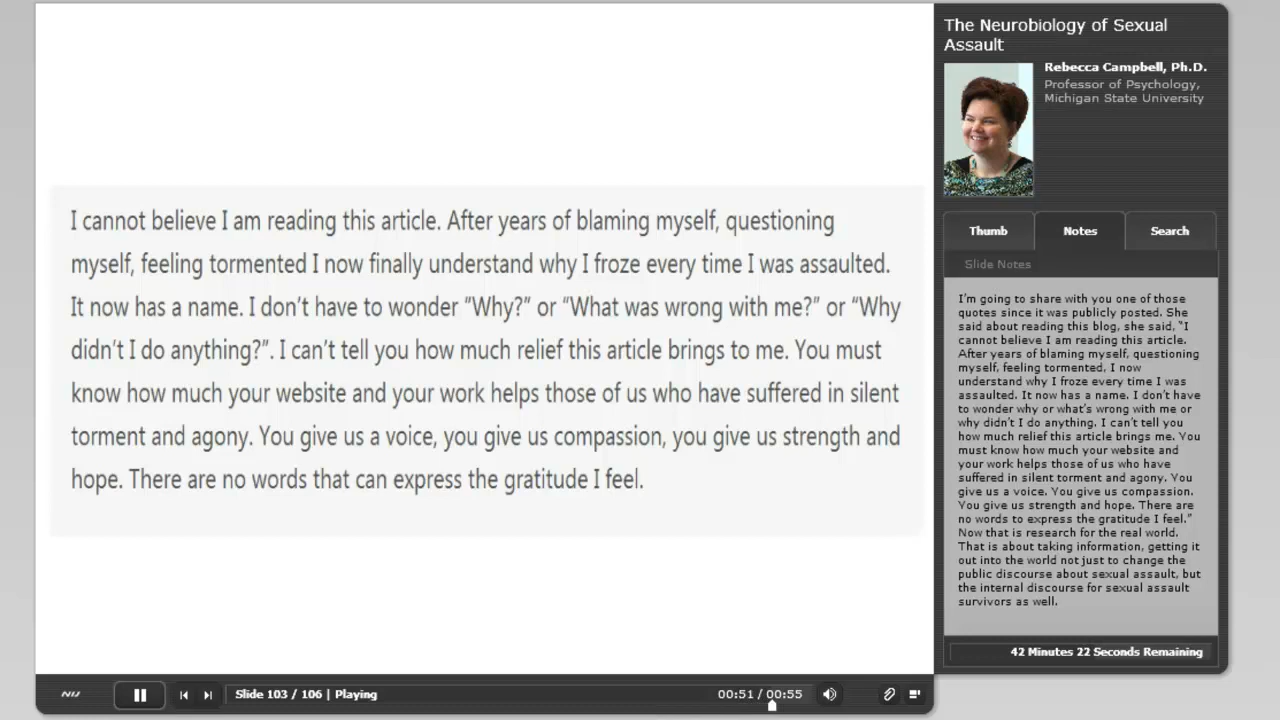 I cannot believe I am reading this article. After years of blaming myself, questioning
myself, feeling tormented I now finally understand why I froze every time I was assaulted.
It now has a name. I don’t have to wonder “Why?” or “What was wrong with me?” or “Why
didn’t I do anything?”. I can’t tell you how much relief this article brings to me. You must
know how much your website and your work helps those of us who have suffered in silent
torment and agony. You give us a voice, you give us compassion, you give us strength and
hope. There are no words that can express the gratitude I feel.
The Neurobiology of Sexual
Assault
Rebecca Campbell, Ph.D.
Professor of Psychology,
Michigan State University
Thumb
Notes
Search
Slide Notes
I’m going to share with you one of those
quotes since it was publicly posted. She
said about reading this blog, she said, “I
cannot believe I am reading this article.
After years of blaming myself, questioning
myself, feeling tormented, I now
understand why I froze every time I was
assaulted. It now has a name. I don’t have
to wonder why or what’s wrong with me or
why didn’t I do anything. I can’t tell you
how much relief this article brings me. You
must know how much your website and
your work helps those of us who have
suffered in silent torment and agony. You
give us a voice. You give us compassion.
You give us strength and hope. There are
no words to express the gratitude I feel.”
Now that is research for the real world.
That is about taking information, getting it
out into the world not just to change the
public discourse about sexual assault, but
the internal discourse for sexual assault
survivors as well.
42 Minutes 22 Seconds Remaining
NIJ
Slide 103 / 106 | Playing
00:51 / 00:55